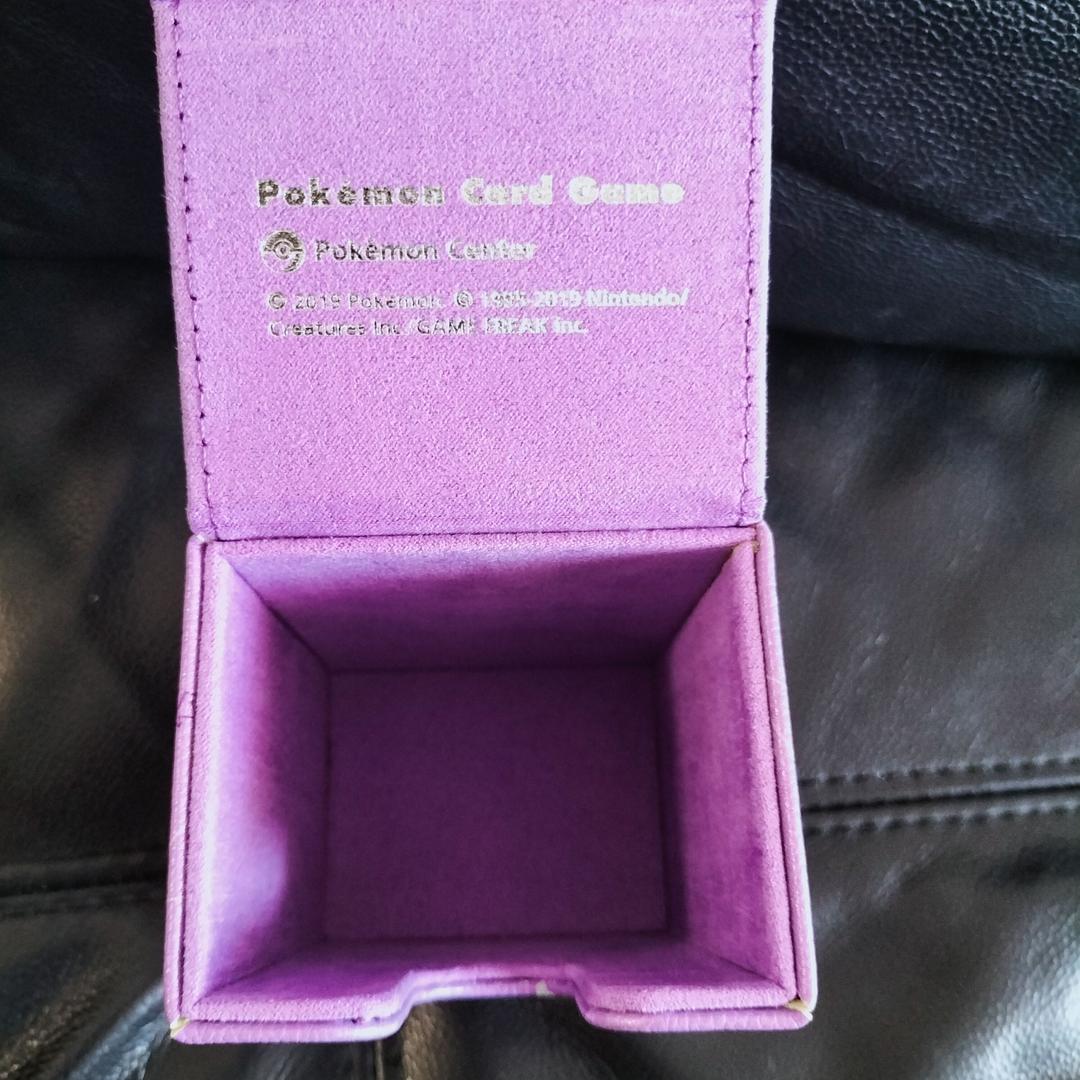 Pokémon Card Game
Pokémon Center
© 2019 Pokémon. © 1995-2019 Nintendo/
Creatures Inc./GAME FREAK inc.